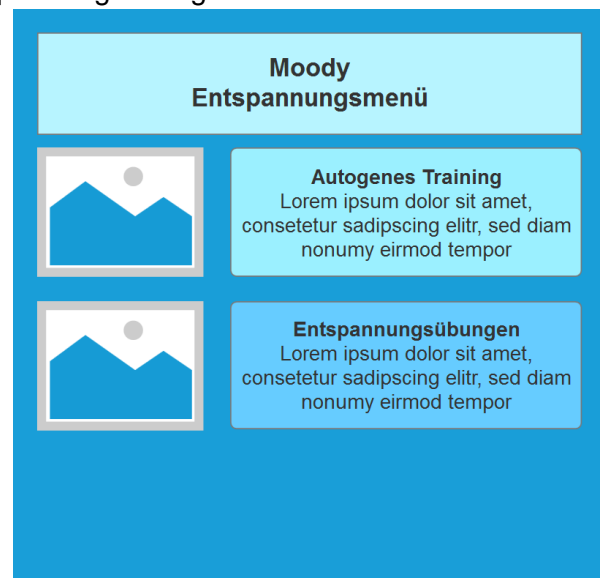 Moody
Entspannungsmenü
Autogenes Training
Lorem ipsum dolor sit amet,
consetetur sadipscing elitr, sed diam
nonumy eirmod tempor
Entspannungsübungen
Lorem ipsum dolor sit amet,
consetetur sadipscing elitr, sed diam
nonumy eirmod tempor